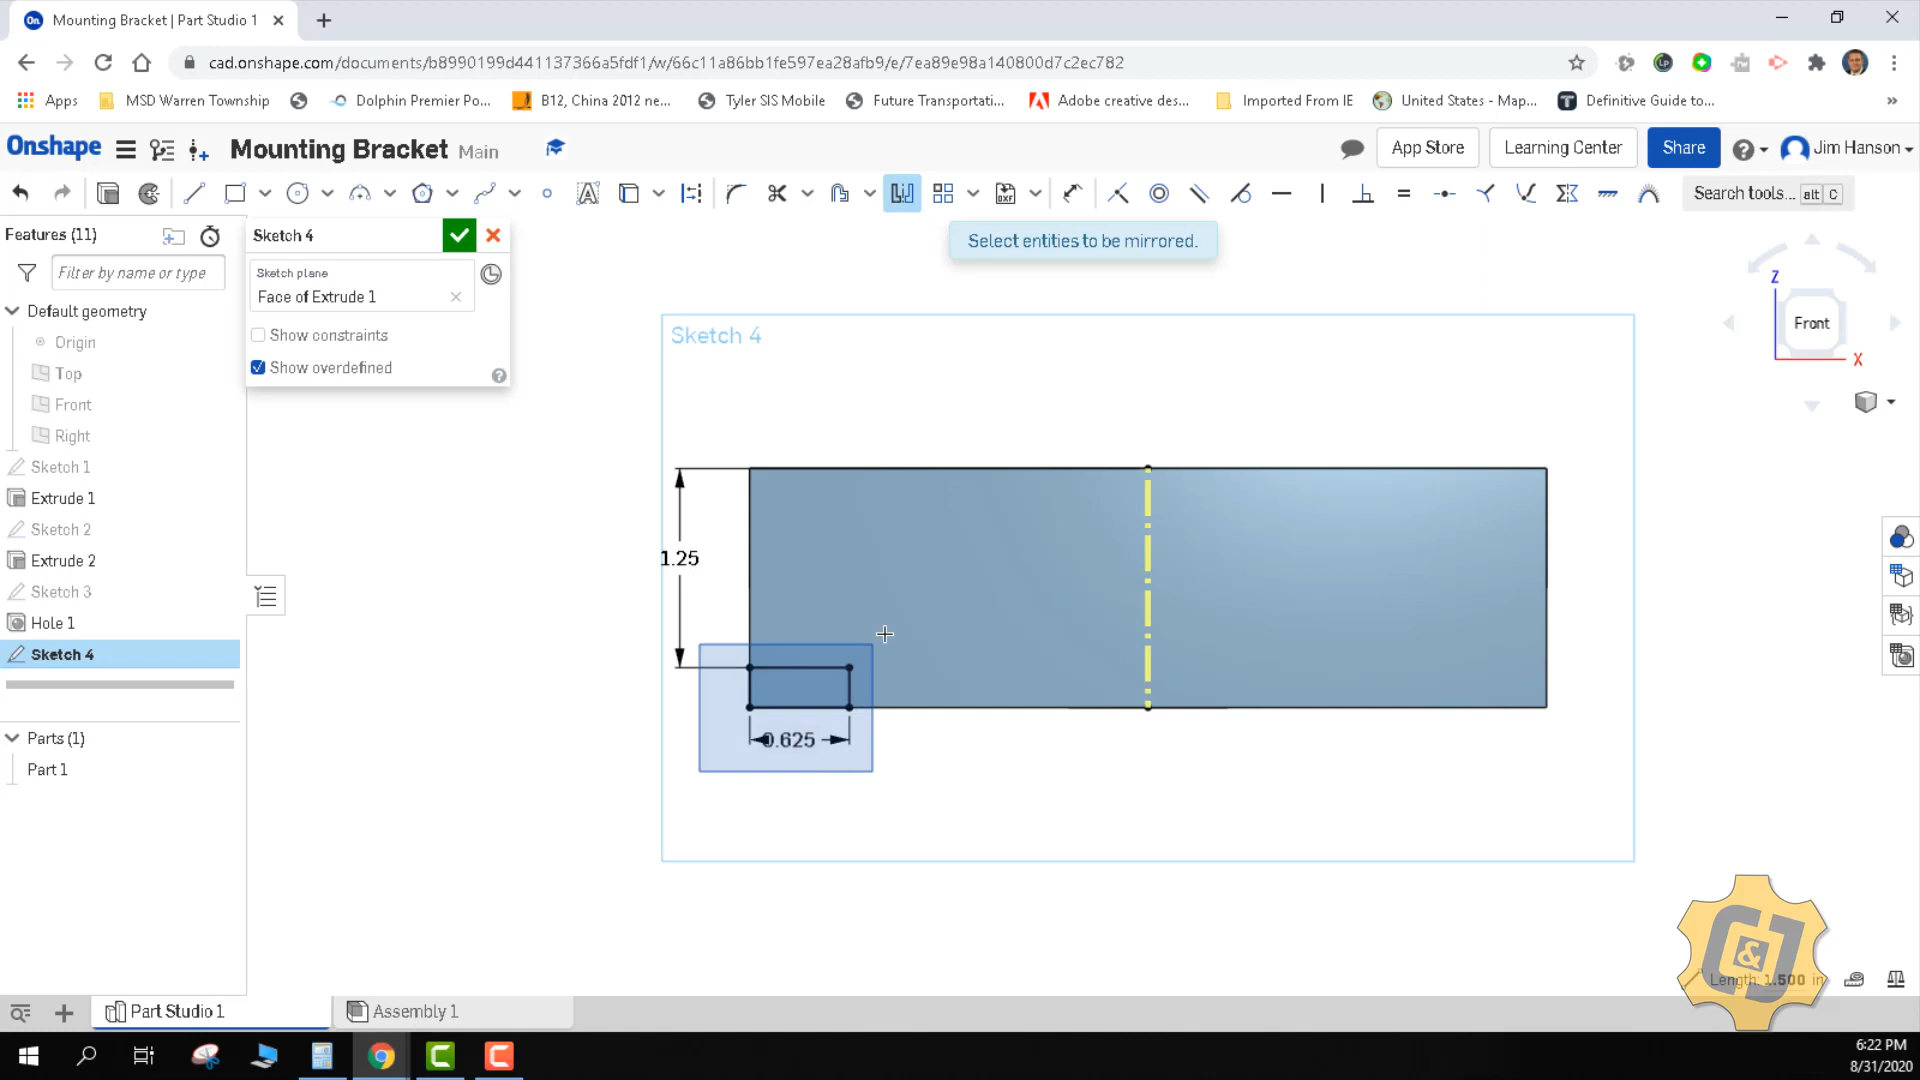 Mounting Bracket | Part Studio 1
cad.onshape.com/documents/b8990199d441137366a5fdf1/w/66c11a86bb1fe597ea28afb9/e/7ea89e98a140800d7c2ec782
Apps
MSD Warren Township
Dolphin Premier Po...
B12, China 2012 ne...
Tyler SIS Mobile
Future Transportati...
Adobe creative des...
Imported From IE
United States - Map...
Definitive Guide to...
»
Onshape
Mounting Bracket Main
App Store
Learning Center
Share
Jim Hanson
Search tools... alt C
Features (11)
Filter by name or type
Default geometry
Origin
Top
Front
Right
Sketch 1
Extrude 1
Sketch 2
Extrude 2
Sketch 3
Hole 1
Sketch 4
Parts (1)
Part 1
Sketch 4
Sketch plane
Face of Extrude 1
Show constraints
Show overdefined
Select entities to be mirrored.
Sketch 4
1.25
0.625
Z
Front
X
Length: 1.500 in
Part Studio 1
Assembly 1
6:22 PM
8/31/2020